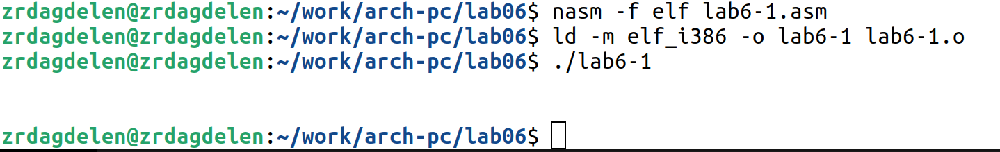 zrdagdelen@zrdagdelen:~/work/arch-pc/lab06$ nasm -f elf lab6-1.asm
zrdagdelen@zrdagdelen:~/work/arch-pc/lab06$ ld -m elf_i386 -o lab6-1 lab6-1.o
zrdagdelen@zrdagdelen:~/work/arch-pc/lab06$ ./lab6-1
zrdagdelen@zrdagdelen:~/work/arch-pc/lab06$